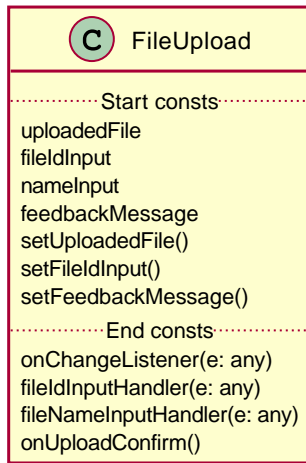 C FileUpload
Start consts
uploadedFile
fileIdInput
nameInput
feedbackMessage
setUploadedFile()
setFileIdInput()
setFeedbackMessage()
End consts
onChangeListener(e: any)
fileIdInputHandler(e: any)
fileNameInputHandler(e: any)
onUploadConfirm()